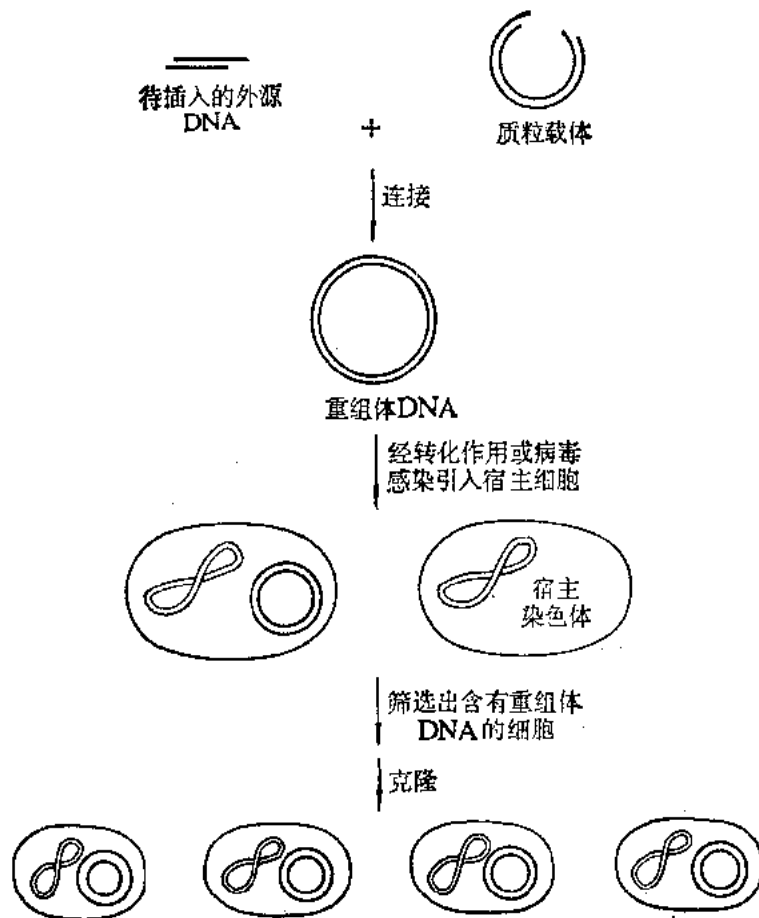 待插入的外源
DNA
+
质粒载体
连接
重组体DNA
经转化作用或病毒
感染引入宿主细胞
宿主
染色体
筛选出含有重组体
DNA的细胞
克隆